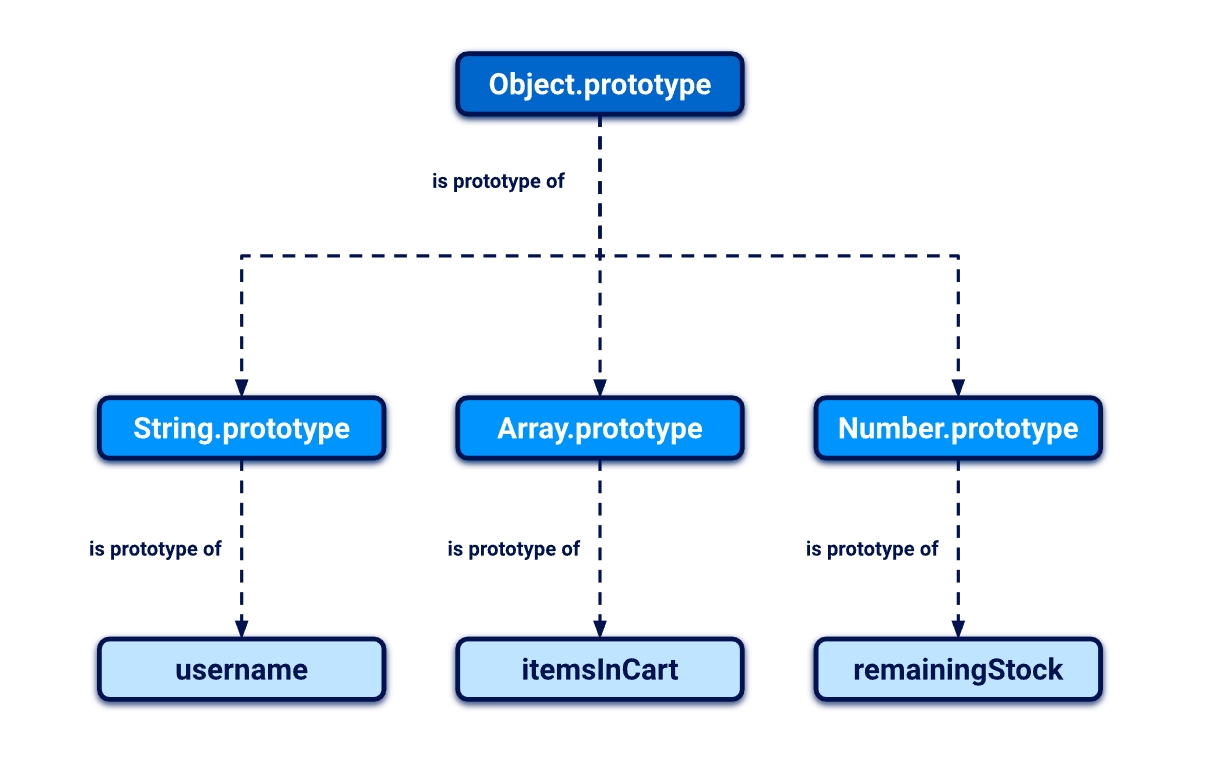 Object.prototype
is prototype of
String.prototype
Array.prototype
Number.prototype
is prototype of
is prototype of
is prototype of
username
itemsInCart
remainingStock